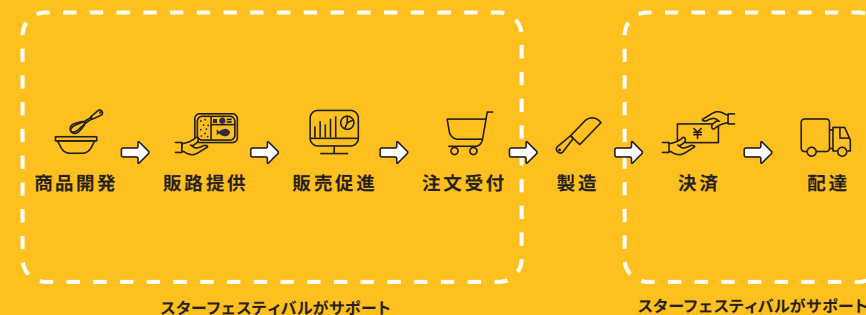 商品開発
販路提供
販売促進
注文受付
製造
¥
決済
配達
スターフェスティバルがサポート
スターフェスティバルがサポート